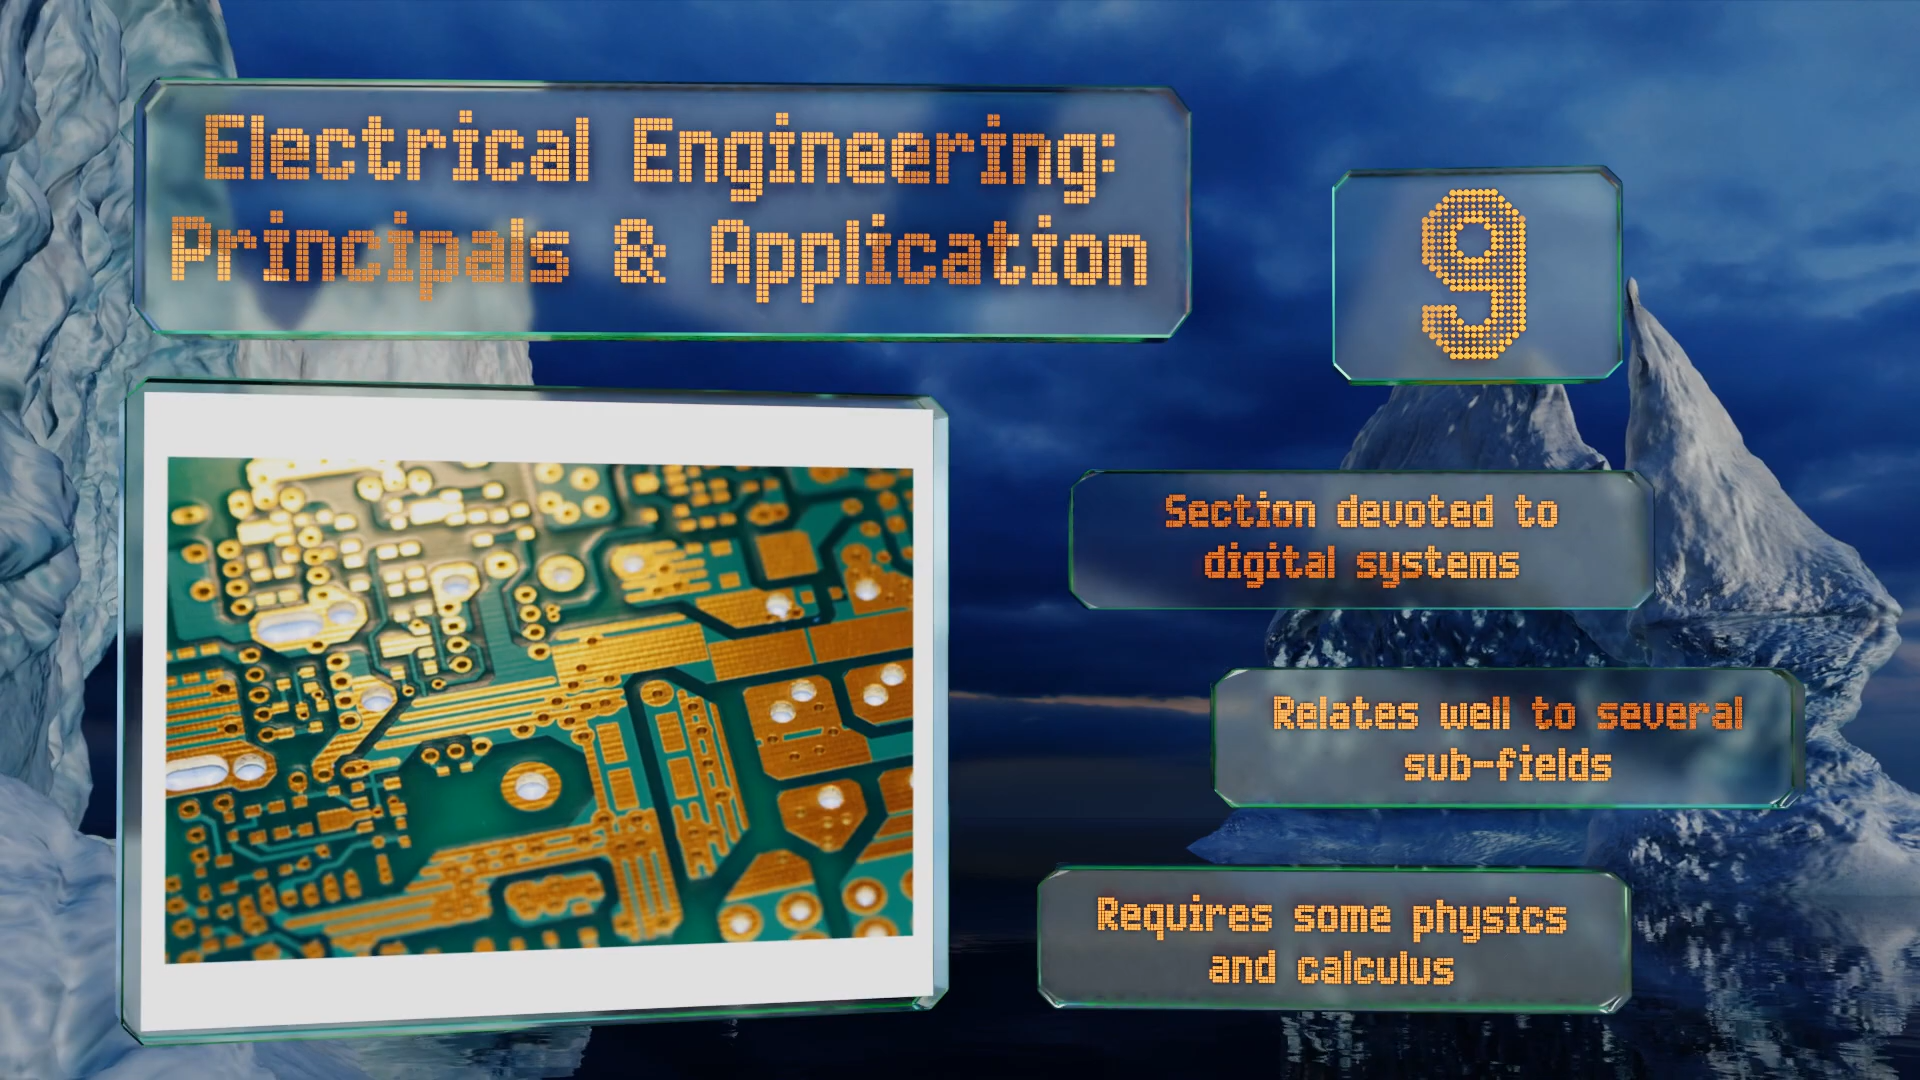 Electrical Engineering:
Principals & Application
9
Section devoted to
digital systems
Relates well to several
sub-fields
Requires some physics
and calculus